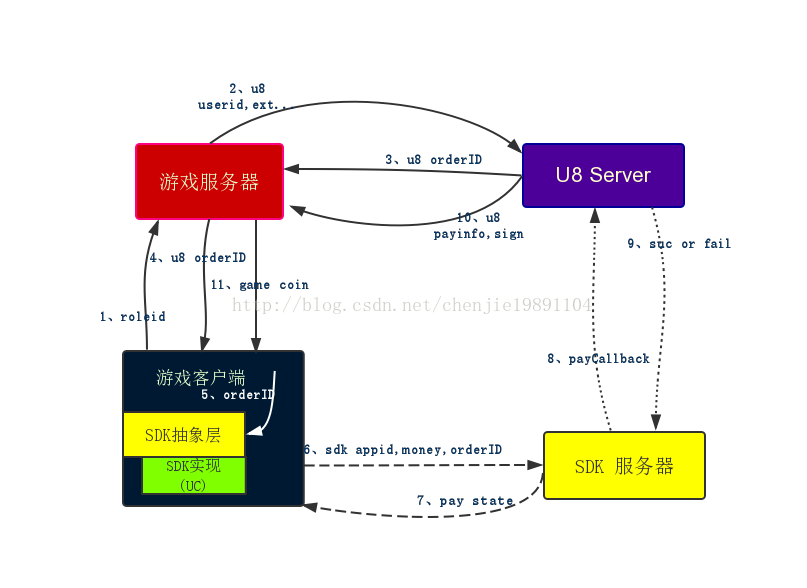 2、u8
userid,ext...
3、u8 orderID
游戏服务器
U8 Server
10、u8
payinfo,sign
9、suc or fail
4、u8 orderID
11、game coin
http://blog.csdn.net/chenjie19891104
1、roleid
8、payCallback
游戏客户端
5、orderID
SDK抽象层
6、sdk appid,money,orderID
SDK实现
(UC)
SDK 服务器
7、pay state